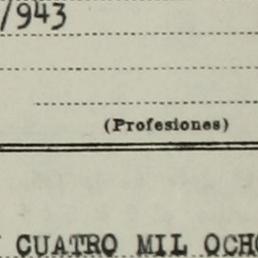 /943
(Profesiones)
CUATRO MIL OCHO